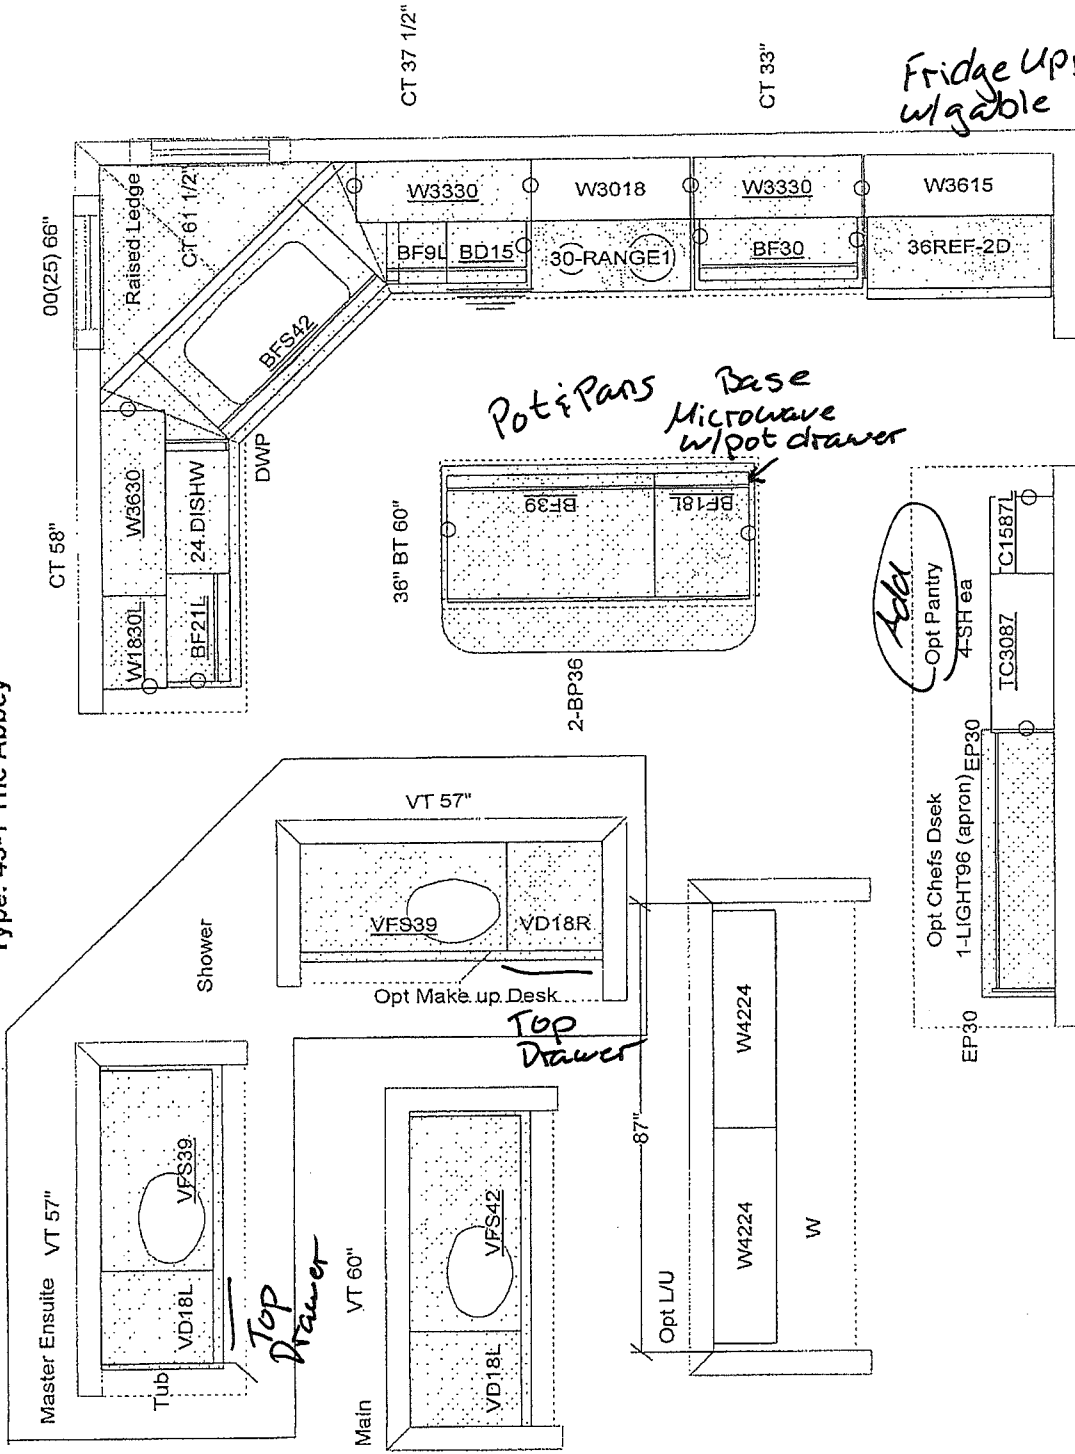 CT 37 1/2"
CT 33"
Fridge
w/gable
00(25) 66"
Raised Ledge
CT 61 1/2"
W3330
W3018
W3330
W3615
BF9L
BD15
30-RANGE1
BF30
36REF-2D
BFS42
CT 58"
W3630
24.DISHW
W1830L
BF21L
DWP
Pot & Pans
Base
Microwave
w/pot drawer
36" BT 60"
BF39
BF18L
2-BP36
Add
Opt Pantry
4-SH ea
TC1587L
TC3087
EP30
Opt Chefs Dsek
1-LIGHT96 (apron)
EP30
The Abbey
Shower
VT 57"
VFS39
VD18R
Opt Make up Desk
Top
Drawer
Master Ensuite
VT 57"
VFS39
VD18L
Tub
Top
Drawer
Main
VT 60"
VFS42
VD18L
87"
Opt L/U
W4224
W4224
W